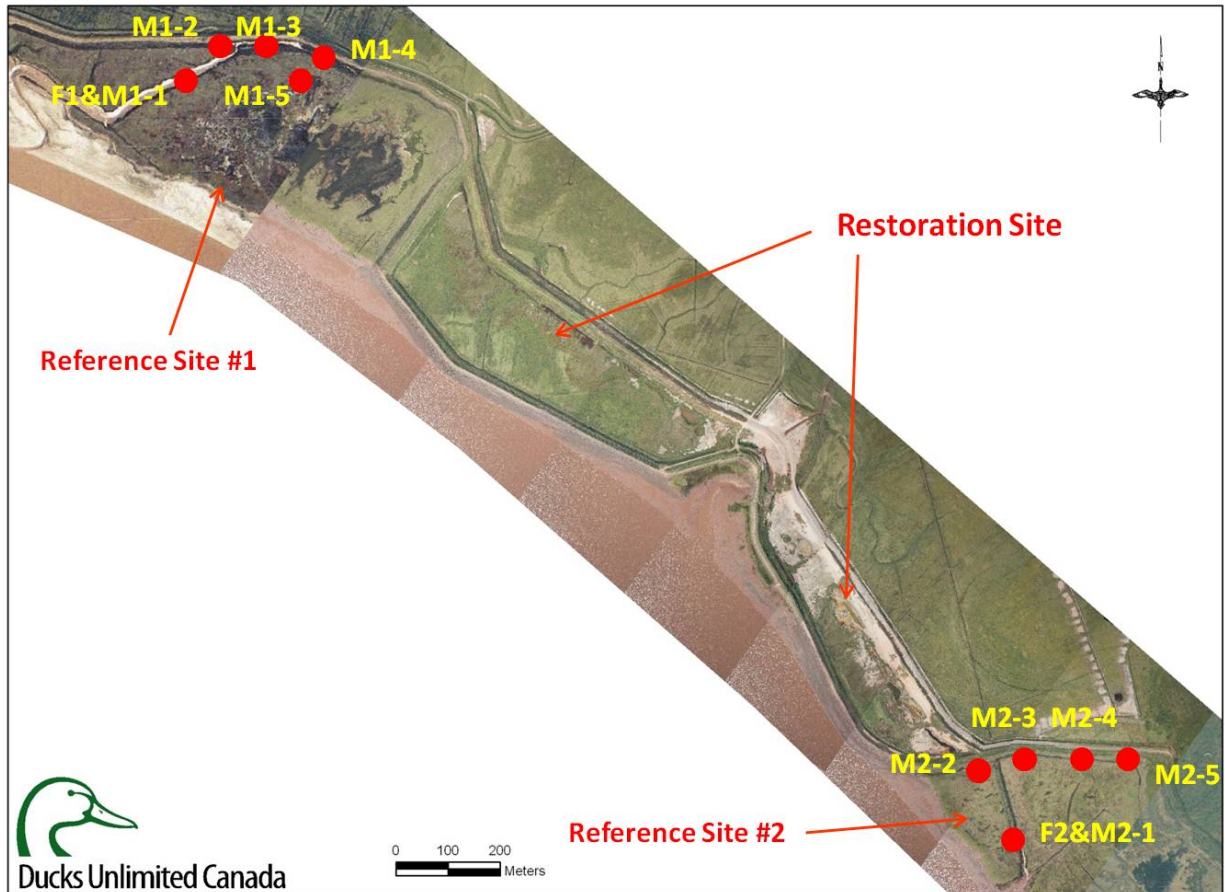 M1-2 M1-3
M1-4
F1&M1-1 M1-5
N
Restoration Site
Reference Site #1
M2-3 M2-4
M2-2 M2-5
Reference Site #2 F2&M2-1
0 100 200
Meters
Ducks Unlimited Canada